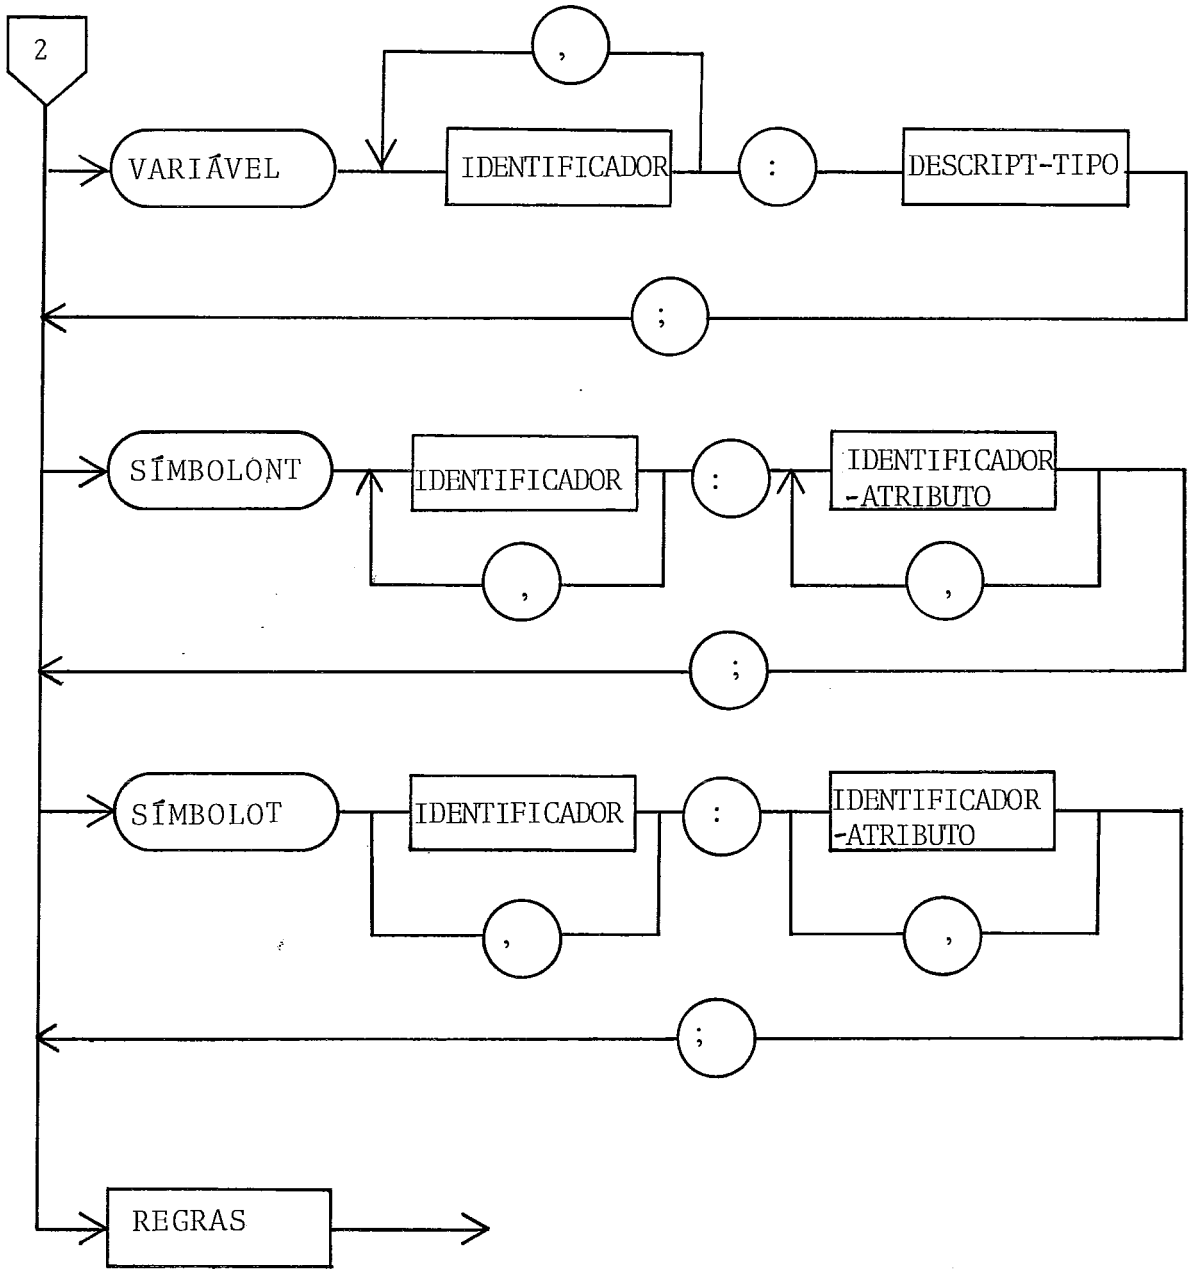 2
,
VARIÁVEL
IDENTIFICADOR
:
DESCRIPT-TIPO
;
SÍMBOLONT
IDENTIFICADOR
:
IDENTIFICADOR
-ATRIBUTO
,
,
;
SÍMBOLOT
IDENTIFICADOR
:
IDENTIFICADOR
-ATRIBUTO
,
,
;
REGRAS